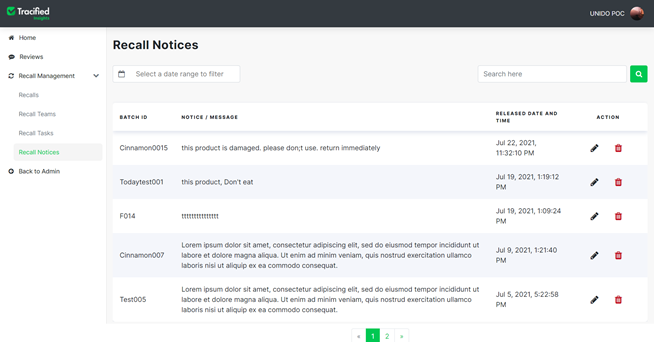 Tracified
Insights
UNIDO POC
Home
Reviews
Recall Management
Recalls
Recall Teams
Recall Tasks
Recall Notices
Back to Admin
Recall Notices
Select a date range to filter
Search here
BATCH ID NOTICE / MESSAGE RELEASED DATE AND TIME ACTION
Cinnamon0015 this product is damaged. please don;t use. return immediately Jul 22, 2021,
11:32:10 PM
Todaytest001 this product, Don't eat Jul 19, 2021, 1:19:12
PM
F014 ttttttttttttttt Jul 19, 2021, 1:09:24
PM
Cinnamon007 Lorem ipsum dolor sit amet, consectetur adipiscing elit, sed do eiusmod tempor incididunt ut
labore et dolore magna aliqua. Ut enim ad minim veniam, quis nostrud exercitation ullamco
laboris nisi ut aliquip ex ea commodo consequat. Jul 9, 2021, 1:21:40
PM
Test005 Lorem ipsum dolor sit amet, consectetur adipiscing elit, sed do eiusmod tempor incididunt ut
labore et dolore magna aliqua. Ut enim ad minim veniam, quis nostrud exercitation ullamco
laboris nisi ut aliquip ex ea commodo consequat. Jul 5, 2021, 5:22:58
PM
« 1 2 »